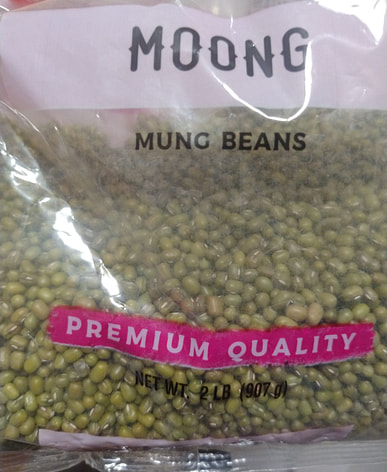 MOONG
MUNG BEANS
PREMIUM QUALITY
NET WT. 2 LB (907 g)